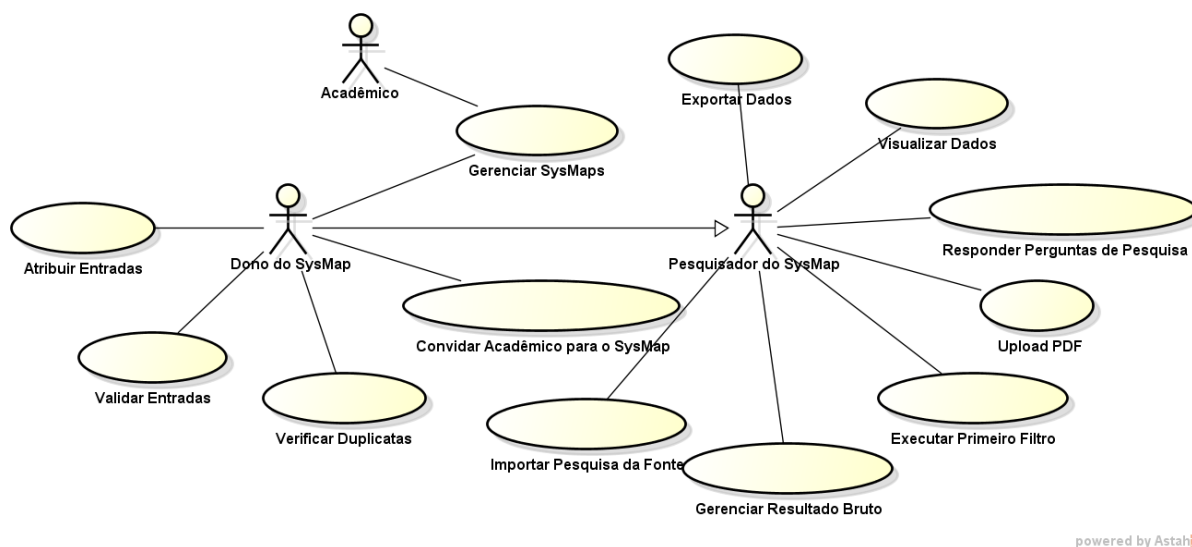 Acadêmico
Exportar Dados
Visualizar Dados
Gerenciar SysMaps
Responder Perguntas de Pesquisa
Atribuir Entradas
Dono do SysMap
Pesquisador do SysMap
Convidar Acadêmico para o SysMap
Upload PDF
Validar Entradas
Verificar Duplicatas
Executar Primeiro Filtro
Importar Pesquisa da Fonte
Gerenciar Resultado Bruto
powered by Astah